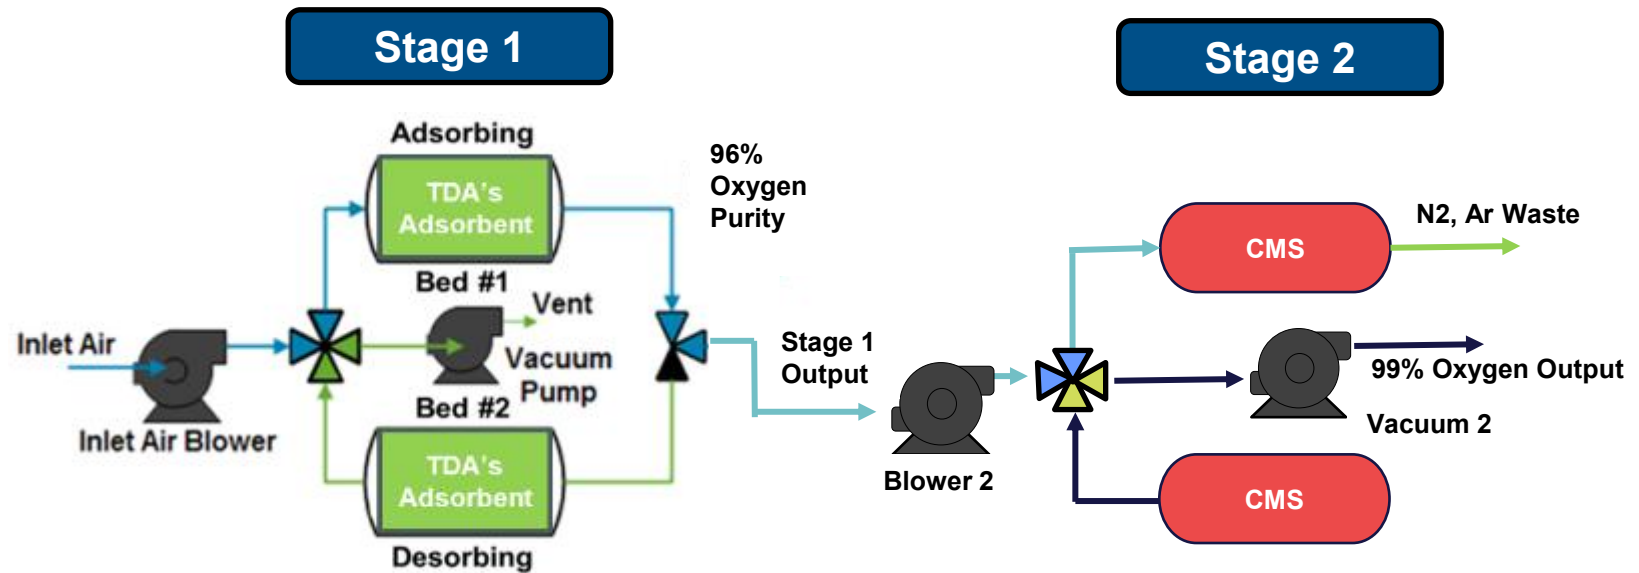 Stage 1
Stage 2
Adsorbing
TDA's
Adsorbent
Bed #1
96%
Oxygen
Purity
Inlet Air
Inlet Air Blower
Vent
Vacuum
Pump
Bed #2
TDA's
Adsorbent
Desorbing
Stage 1
Output
Blower 2
CMS
N2, Ar Waste
99% Oxygen Output
Vacuum 2
CMS